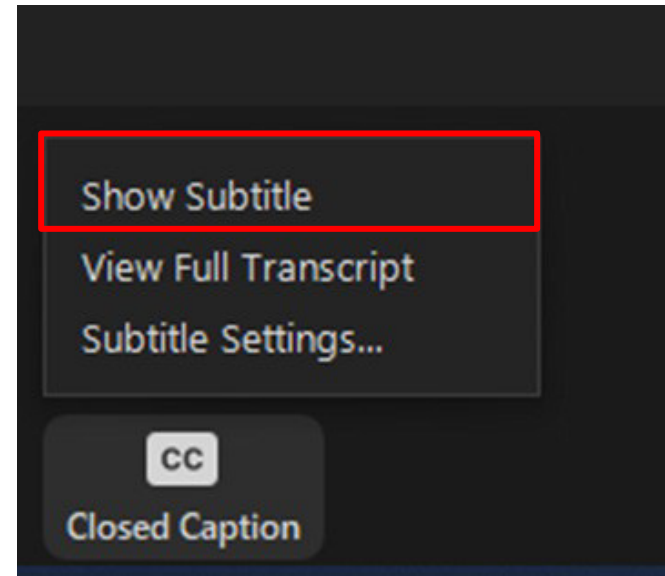 Show Subtitle
View Full Transcript
Subtitle Settings...
CC
Closed Caption